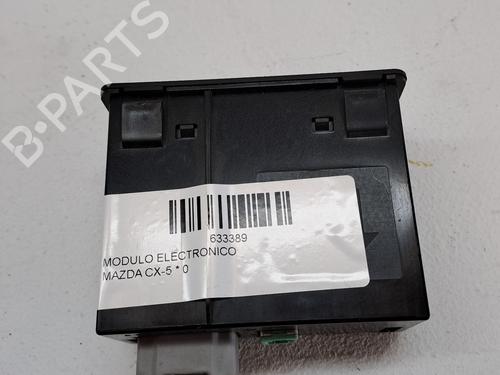 B-PARTS
633389
MODULO ELECTRONICO
MAZDA CX-5 * 0